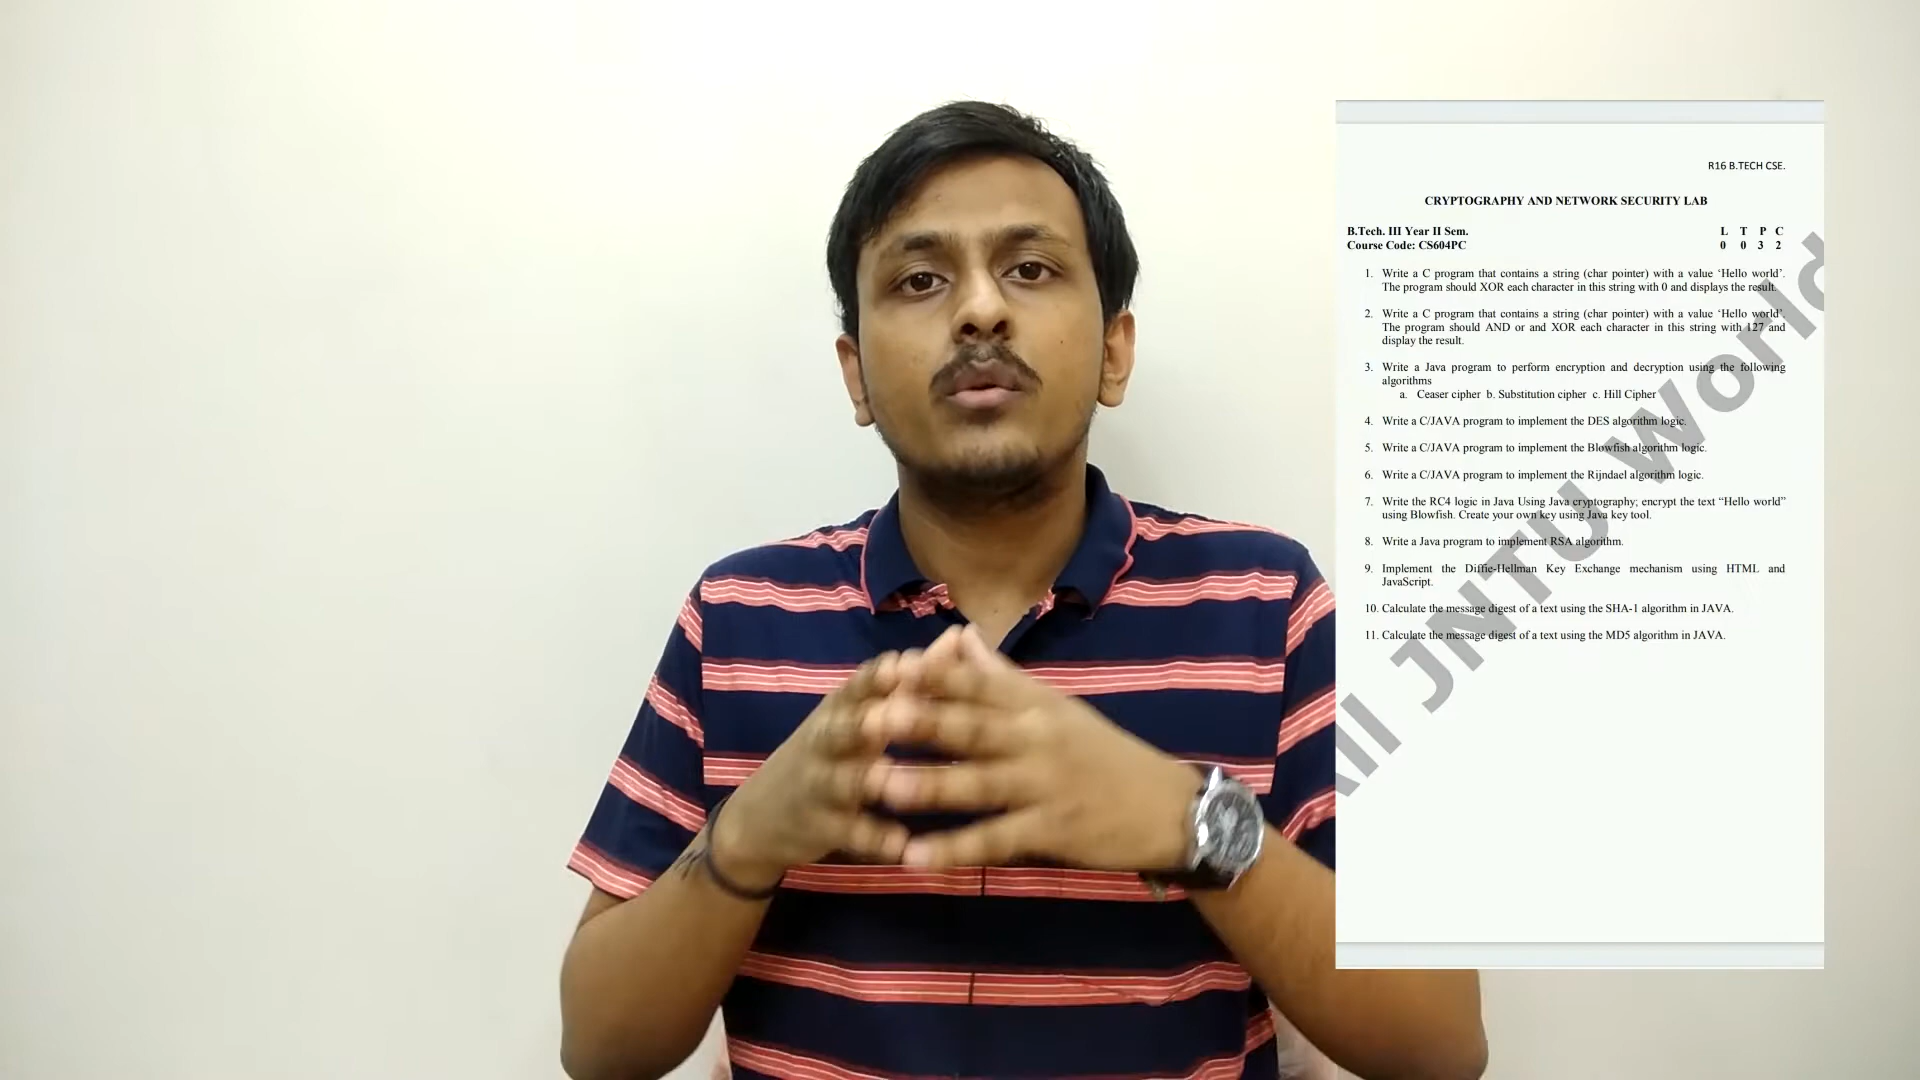 R16 B.TECH CSE.
CRYPTOGRAPHY AND NETWORK SECURITY LAB
B.Tech. III Year II Sem. L T P C
Course Code: CS604PC 0 0 3 2
1. Write a C program that contains a string (char pointer) with a value ‘Hello world’.
The program should XOR each character in this string with 0 and displays the result.
2. Write a C program that contains a string (char pointer) with a value ‘Hello world’.
The program should AND or and XOR each character in this string with 127 and
display the result.
3. Write a Java program to perform encryption and decryption using the following
algorithms
a. Ceaser cipher b. Substitution cipher c. Hill Cipher
4. Write a C/JAVA program to implement the DES algorithm logic.
5. Write a C/JAVA program to implement the Blowfish algorithm logic.
6. Write a C/JAVA program to implement the Rijndael algorithm logic.
7. Write the RC4 logic in Java Using Java cryptography; encrypt the text “Hello world”
using Blowfish. Create your own key using Java key tool.
8. Write a Java program to implement RSA algorithm.
9. Implement the Diffie-Hellman Key Exchange mechanism using HTML and
JavaScript.
10. Calculate the message digest of a text using the SHA-1 algorithm in JAVA.
11. Calculate the message digest of a text using the MD5 algorithm in JAVA.
All JNTU World